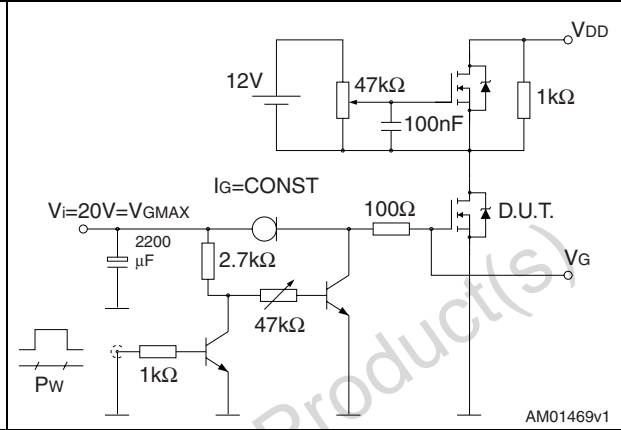 VDD
12V
47kΩ
1kΩ
100nF
IG=CONST
Vi=20V=VGMAX
100Ω
D.U.T.
2200
μF
2.7kΩ
VG
47kΩ
1kΩ
PW
Product(s)
AM01469v1